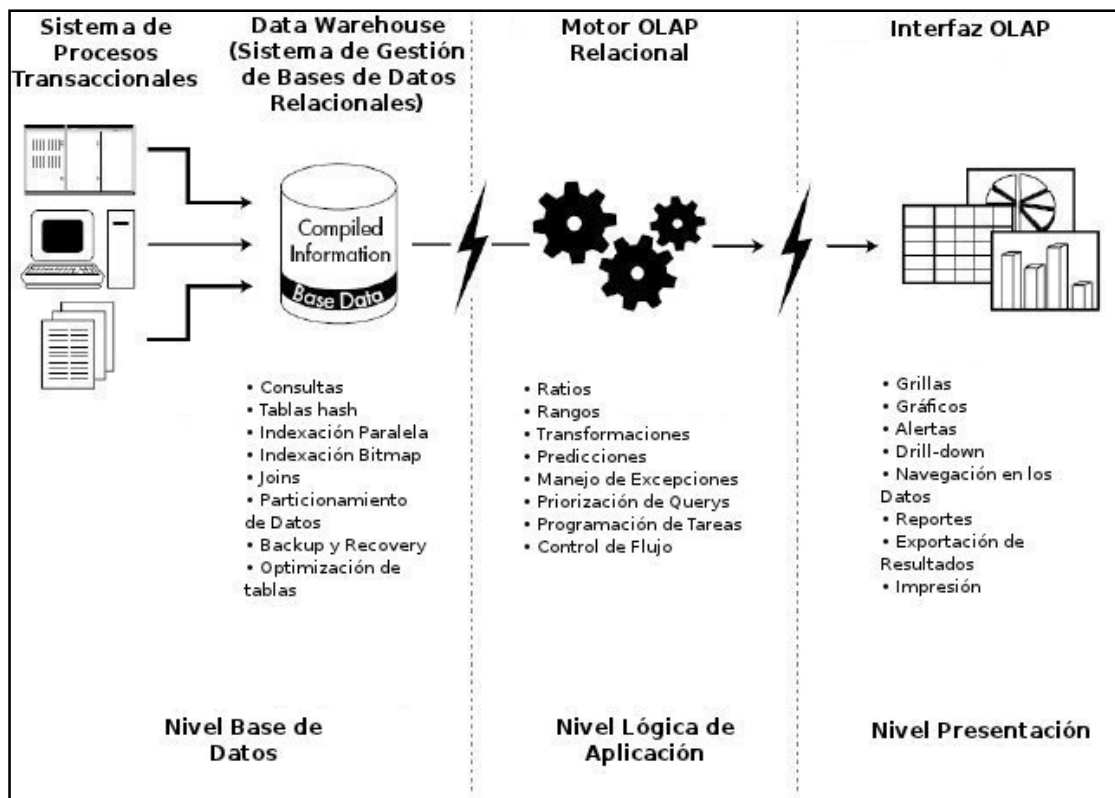 Sistema de
Procesos
Transaccionales
Data Warehouse
(Sistema de Gestión
de Bases de Datos
Relacionales)
Motor OLAP
Relacional
Interfaz OLAP
Compiled
Information
Base Data
• Consultas
• Tablas hash
• Indexación Paralela
• Indexación Bitmap
• Joins
• Particionamiento
de Datos
• Backup y Recovery
• Optimización de
tablas
• Ratios
• Rangos
• Transformaciones
• Predicciones
• Manejo de Excepciones
• Priorización de Querys
• Programación de Tareas
• Control de Flujo
• Grillas
• Gráficos
• Alertas
• Drill-down
• Navegación en los
Datos
• Reportes
• Exportación de
Resultados
• Impresión
Nivel Base de
Datos
Nivel Lógica de
Aplicación
Nivel Presentación